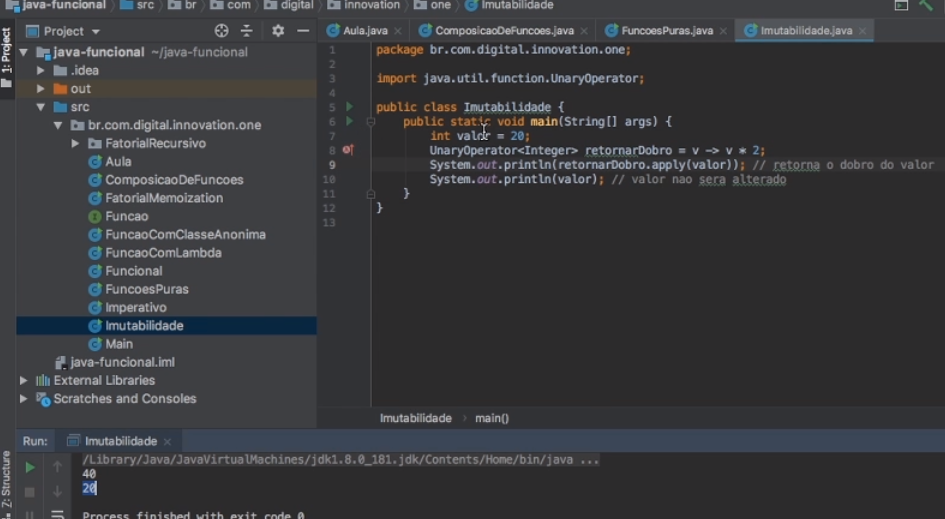 java-funcional src br com digital innovation one Imutabilidade
1: Project
Project
Aula.java ComposicaoDeFuncoes.java FuncoesPuras.java Imutabilidade.java
java-funcional ~/java-funcional
.idea
out
src
br.com.digital.innovation.one
FatorialRecursivo
Aula
ComposicaoDeFuncoes
FatorialMemoization
Funcao
FuncaoComClasseAnonima
FuncaoComLambda
Funcional
FuncoesPuras
Imperativo
Imutabilidade
Main
java-funcional.iml
External Libraries
Scratches and Consoles
1 package br.com.digital.innovation.one;
2
3 import java.util.function.UnaryOperator;
4
5 public class Imutabilidade {
6 public static void main(String[] args) {
7 int valor = 20;
8 UnaryOperator<Integer> retornarDobro = v -> v * 2;
9 System.out.println(retornarDobro.apply(valor)); // retorna o dobro do valor
10 System.out.println(valor); // valor nao sera alterado
11 }
12 }
13
Imutabilidade main()
Run: Imutabilidade
Z: Structure
/Library/Java/JavaVirtualMachines/jdk1.8.0_181.jdk/Contents/Home/bin/java ...
40
20
Process finished with exit code 0